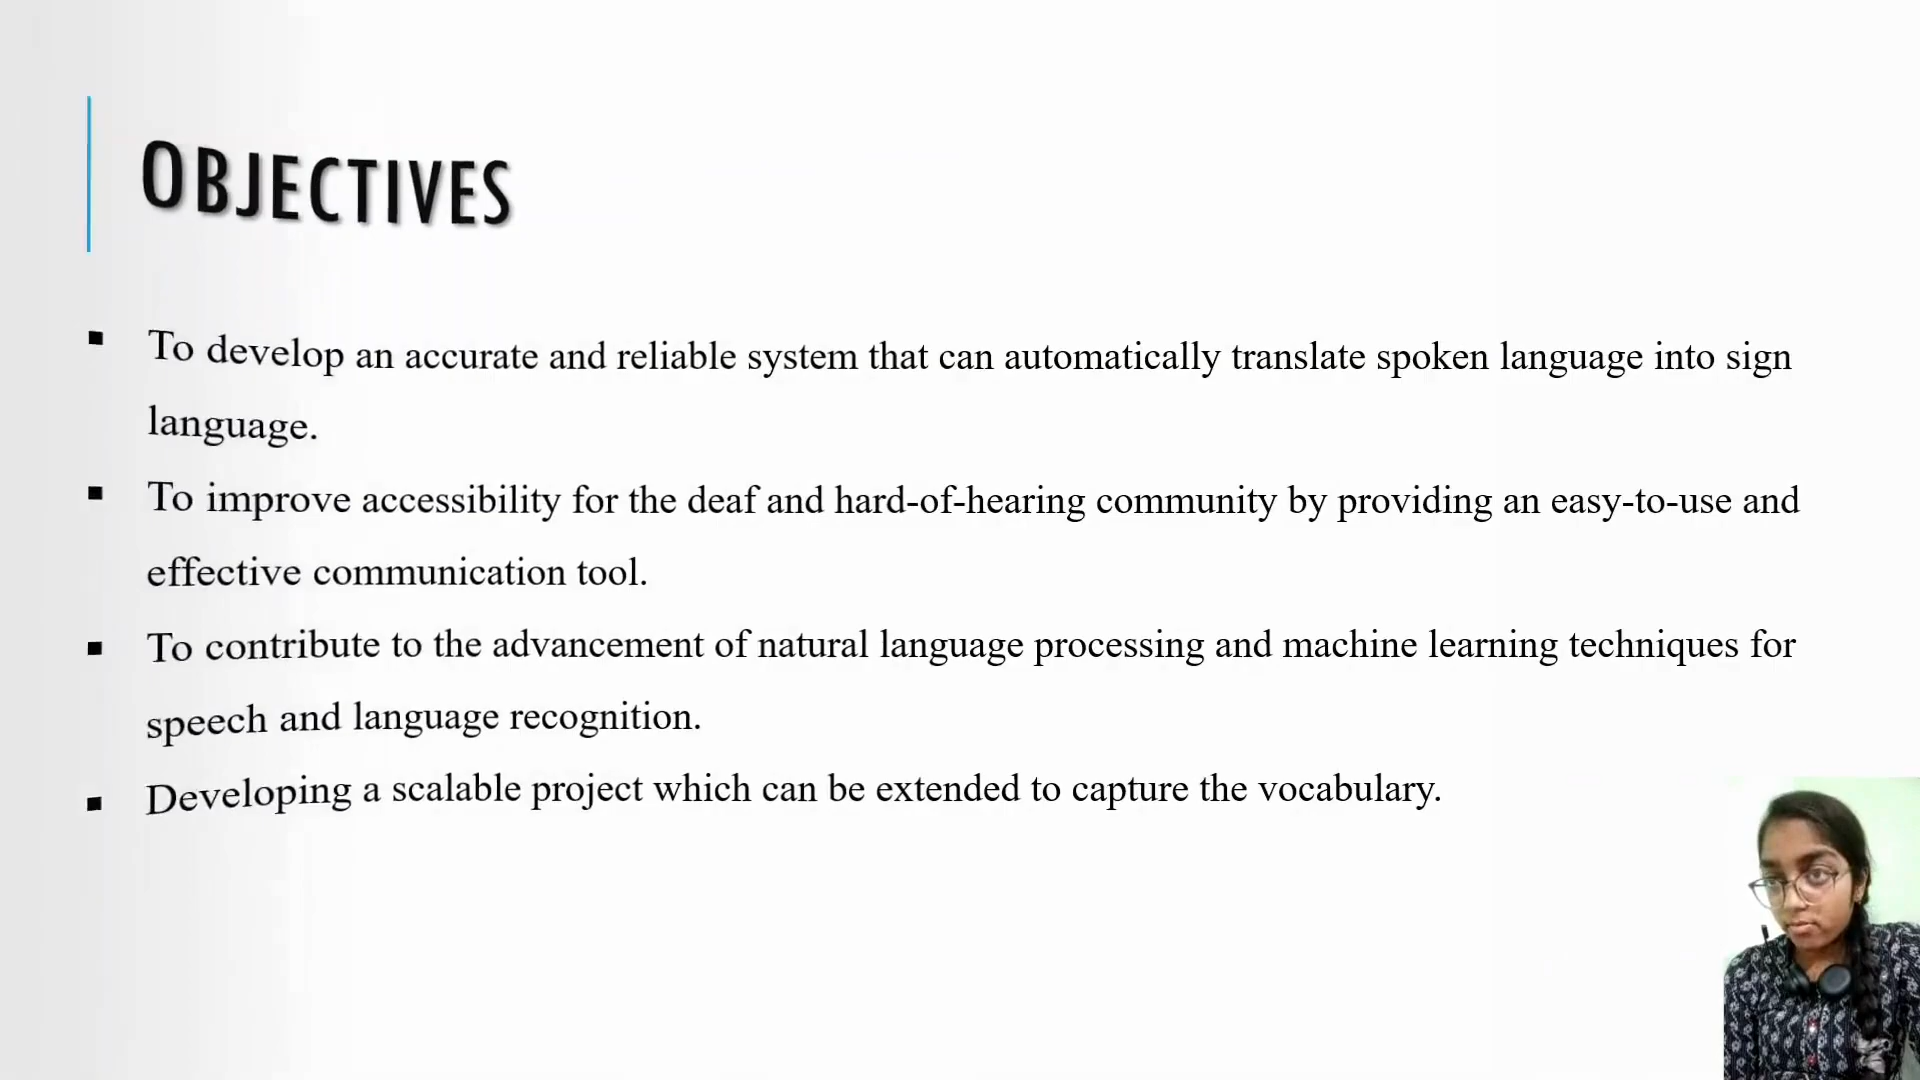 OBJECTIVES
▪ To develop an accurate and reliable system that can automatically translate spoken language into sign
language.
▪ To improve accessibility for the deaf and hard-of-hearing community by providing an easy-to-use and
effective communication tool.
▪ To contribute to the advancement of natural language processing and machine learning techniques for
speech and language recognition.
▪ Developing a scalable project which can be extended to capture the vocabulary.